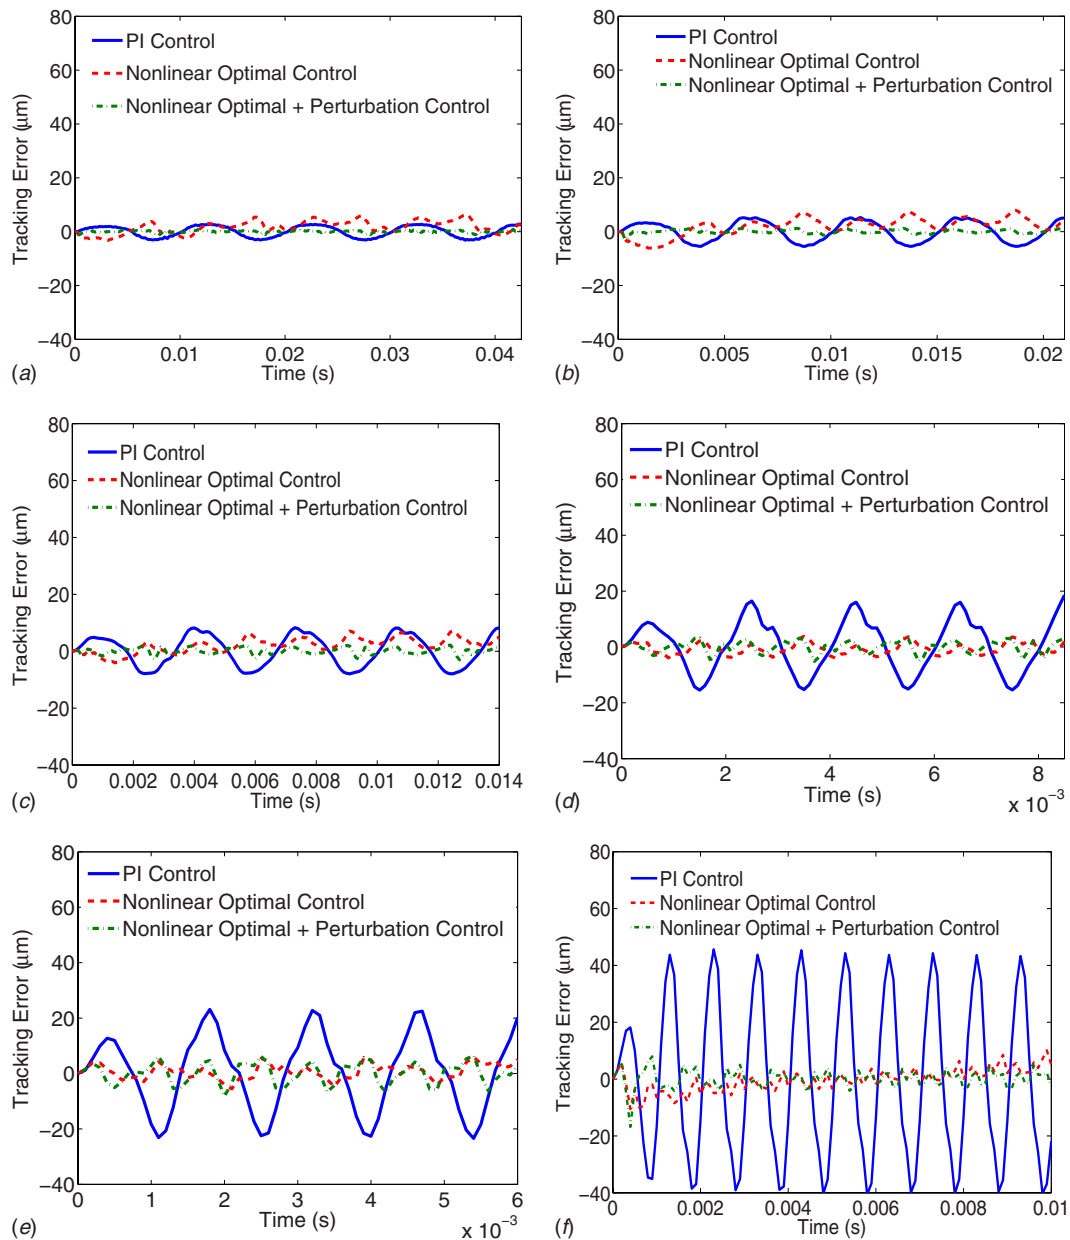 80
60
40
20
0
−20
−40
Tracking Error (μm)
PI Control
Nonlinear Optimal Control
Nonlinear Optimal + Perturbation Control
0 0.01 0.02 0.03 0.04
Time (s)
(a)
80
60
40
20
0
−20
−40
Tracking Error (μm)
PI Control
Nonlinear Optimal Control
Nonlinear Optimal + Perturbation Control
0 0.005 0.01 0.015 0.02
Time (s)
(b)
80
60
40
20
0
−20
−40
Tracking Error (μm)
PI Control
Nonlinear Optimal Control
Nonlinear Optimal + Perturbation Control
0 0.002 0.004 0.006 0.008 0.01 0.012 0.014
Time (s)
(c)
80
60
40
20
0
−20
−40
Tracking Error (μm)
PI Control
Nonlinear Optimal Control
Nonlinear Optimal + Perturbation Control
0 2 4 6 8
Time (s)
x 10⁻³
(d)
80
60
40
20
0
−20
−40
Tracking Error (μm)
PI Control
Nonlinear Optimal Control
Nonlinear Optimal + Perturbation Control
0 1 2 3 4 5 6
Time (s)
x 10⁻³
(e)
80
60
40
20
0
−20
−40
Tracking Error (μm)
PI Control
Nonlinear Optimal Control
Nonlinear Optimal + Perturbation Control
0 0.002 0.004 0.006 0.008 0.01
Time (s)
(f)